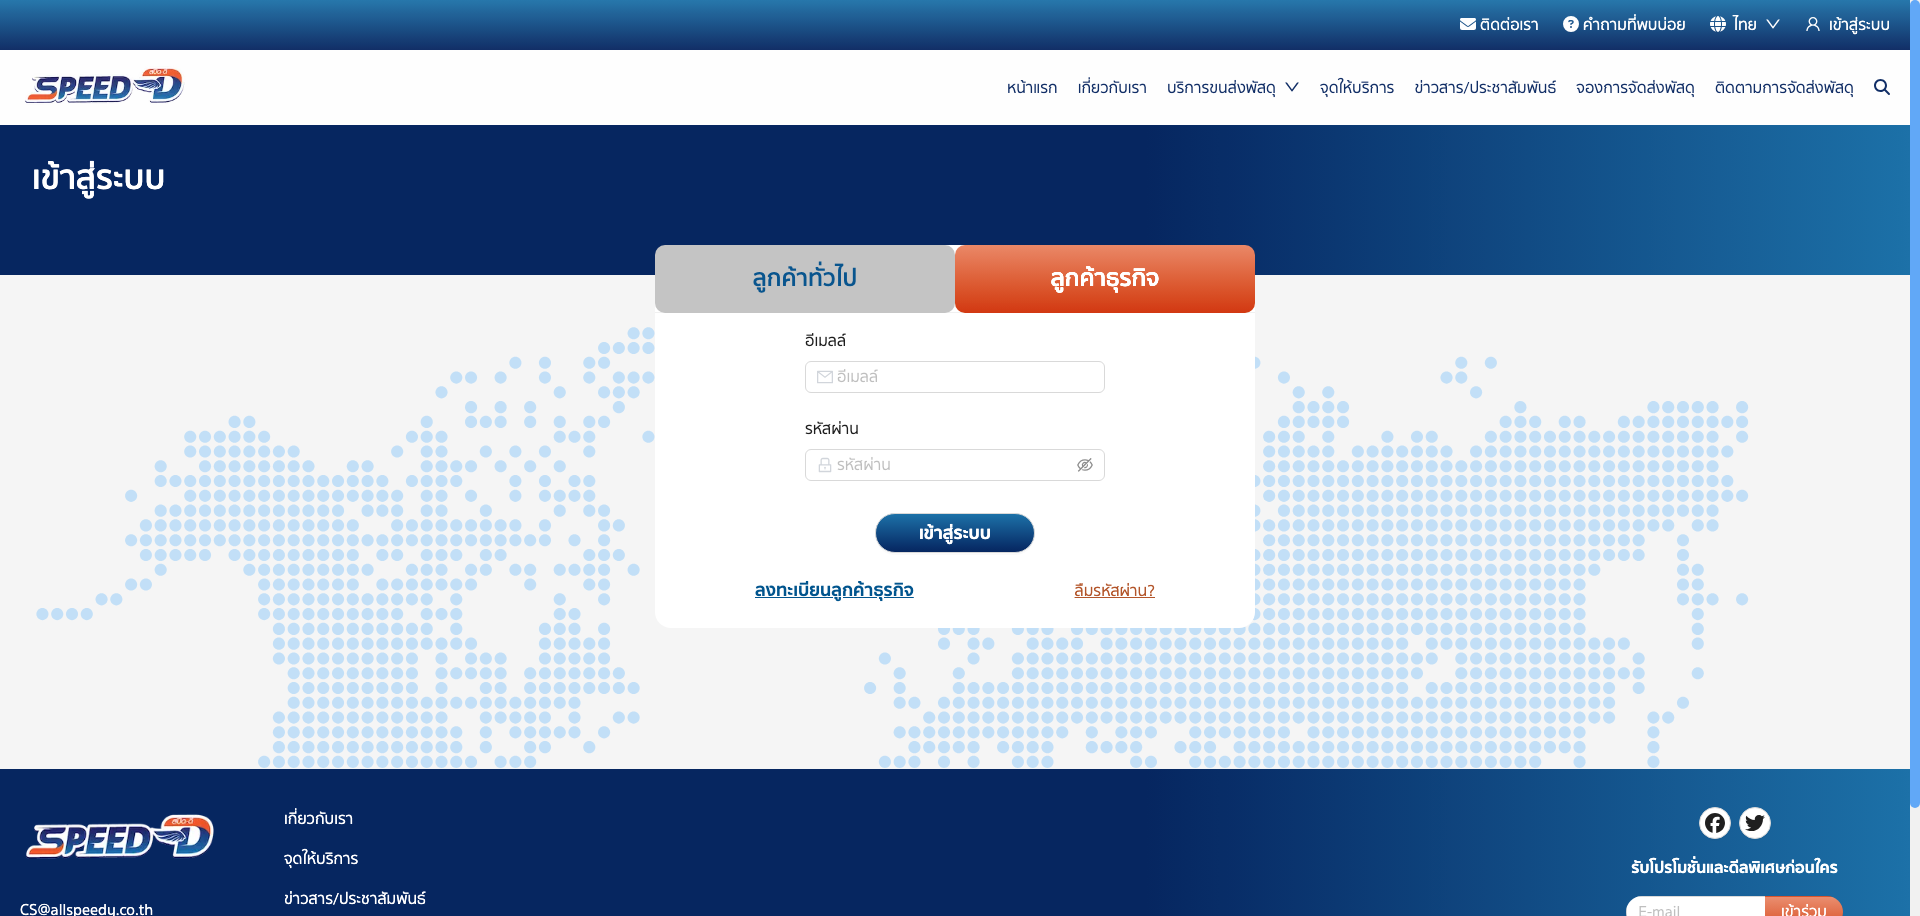 ติดต่อเรา คำถามที่พบบ่อย ไทย เข้าสู่ระบบ
สปีด-ดี
SPEED-D
หน้าแรก เกี่ยวกับเรา บริการขนส่งพัสดุ จุดให้บริการ ข่าวสาร/ประชาสัมพันธ์ จองการจัดส่งพัสดุ ติดตามการจัดส่งพัสดุ
เข้าสู่ระบบ
ลูกค้าทั่วไป ลูกค้าธุรกิจ
อีเมลล์
อีเมลล์
รหัสผ่าน
รหัสผ่าน
เข้าสู่ระบบ
ลงทะเบียนลูกค้าธุรกิจ ลืมรหัสผ่าน?
สปีด-ดี
SPEED-D
CS@allspeedy.co.th
เกี่ยวกับเรา
จุดให้บริการ
ข่าวสาร/ประชาสัมพันธ์
รับโปรโมชั่นและดีลพิเศษก่อนใคร
E-mail เข้าร่วม